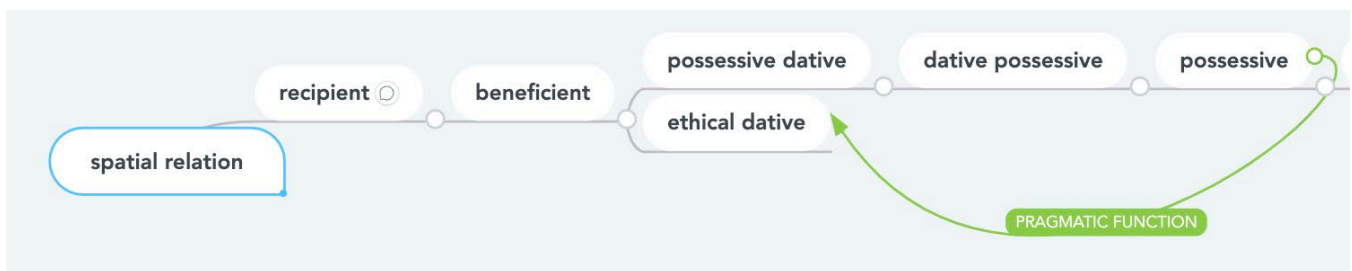 spatial relation
recipient
beneficient
possessive dative
dative possessive
possessive
ethical dative
PRAGMATIC FUNCTION